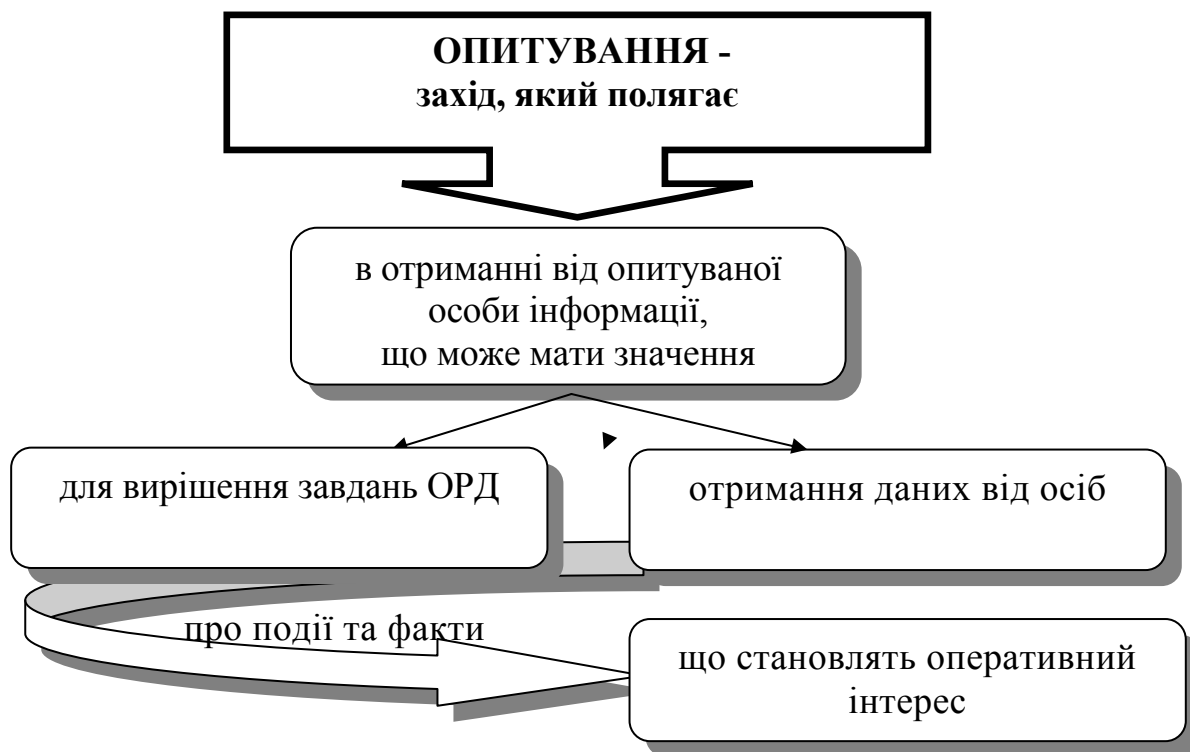 ОПИТУВАННЯ -
захід, який полягає
в отриманні від опитуваної
особи інформації,
що може мати значення
для вирішення завдань ОРД
отримання даних від осіб
про події та факти
що становлять оперативний
інтерес